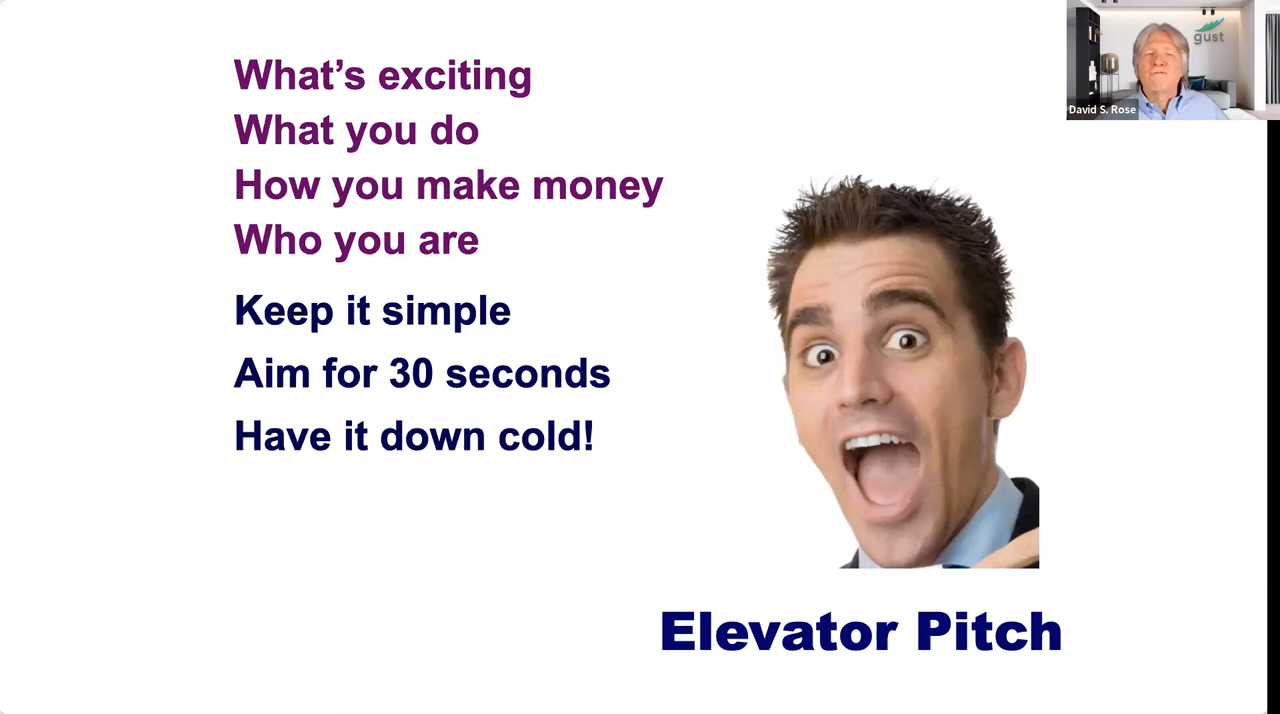 What’s exciting
What you do
How you make money
Who you are
Keep it simple
Aim for 30 seconds
Have it down cold!
Elevator Pitch
gust
David S. Rose